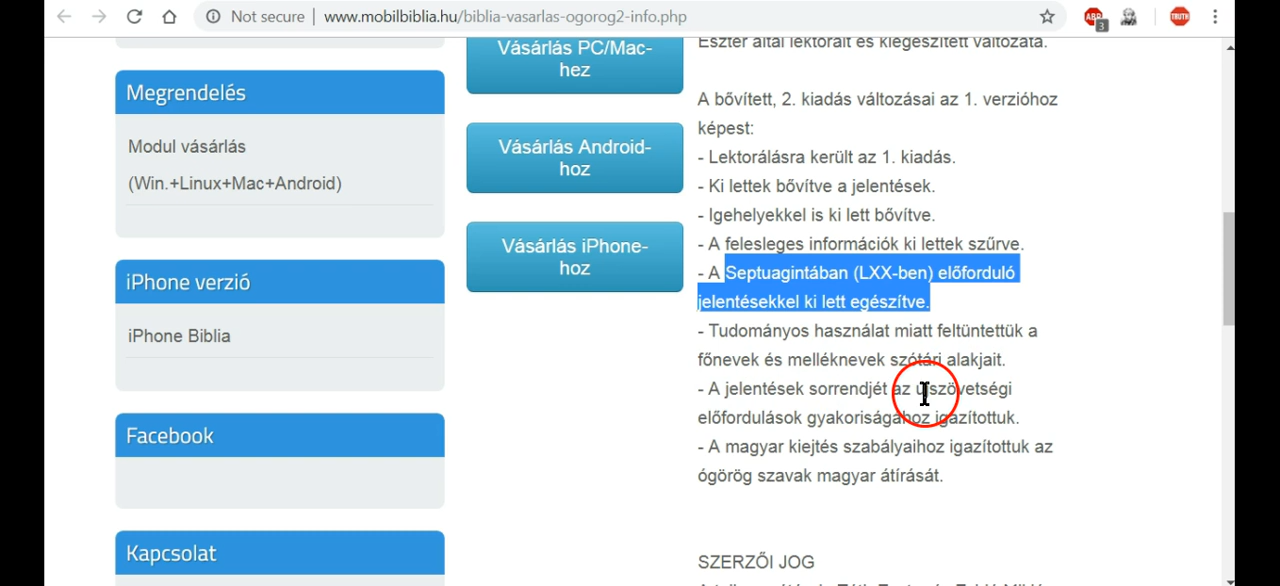 Not secure | www.mobilbiblia.hu/biblia-vasarlas-ogorog2-info.php
ABP
3
TRUTH
Megrendelés
Modul vásárlás
(Win.+Linux+Mac+Android)
iPhone verzió
iPhone Biblia
Facebook
Kapcsolat
Vásárlás PC/Mac-
hez
Vásárlás Android-
hoz
Vásárlás iPhone-
hoz
Eszter által lektorált és kiegészített változata.
A bővített, 2. kiadás változásai az 1. verzióhoz
képest:
- Lektorálásra került az 1. kiadás.
- Ki lettek bővítve a jelentések.
- Igehelyekkel is ki lett bővítve.
- A felesleges információk ki lettek szűrve.
- A Septuagintában (LXX-ben) előforduló
jelentésekkel ki lett egészítve.
- Tudományos használat miatt feltüntettük a
főnevek és melléknevek szótári alakjait.
- A jelentések sorrendjét az újszövetségi
előfordulások gyakoriságához igazítottuk.
- A magyar kiejtés szabályaihoz igazítottuk az
ógörög szavak magyar átírását.
SZERZŐI JOG